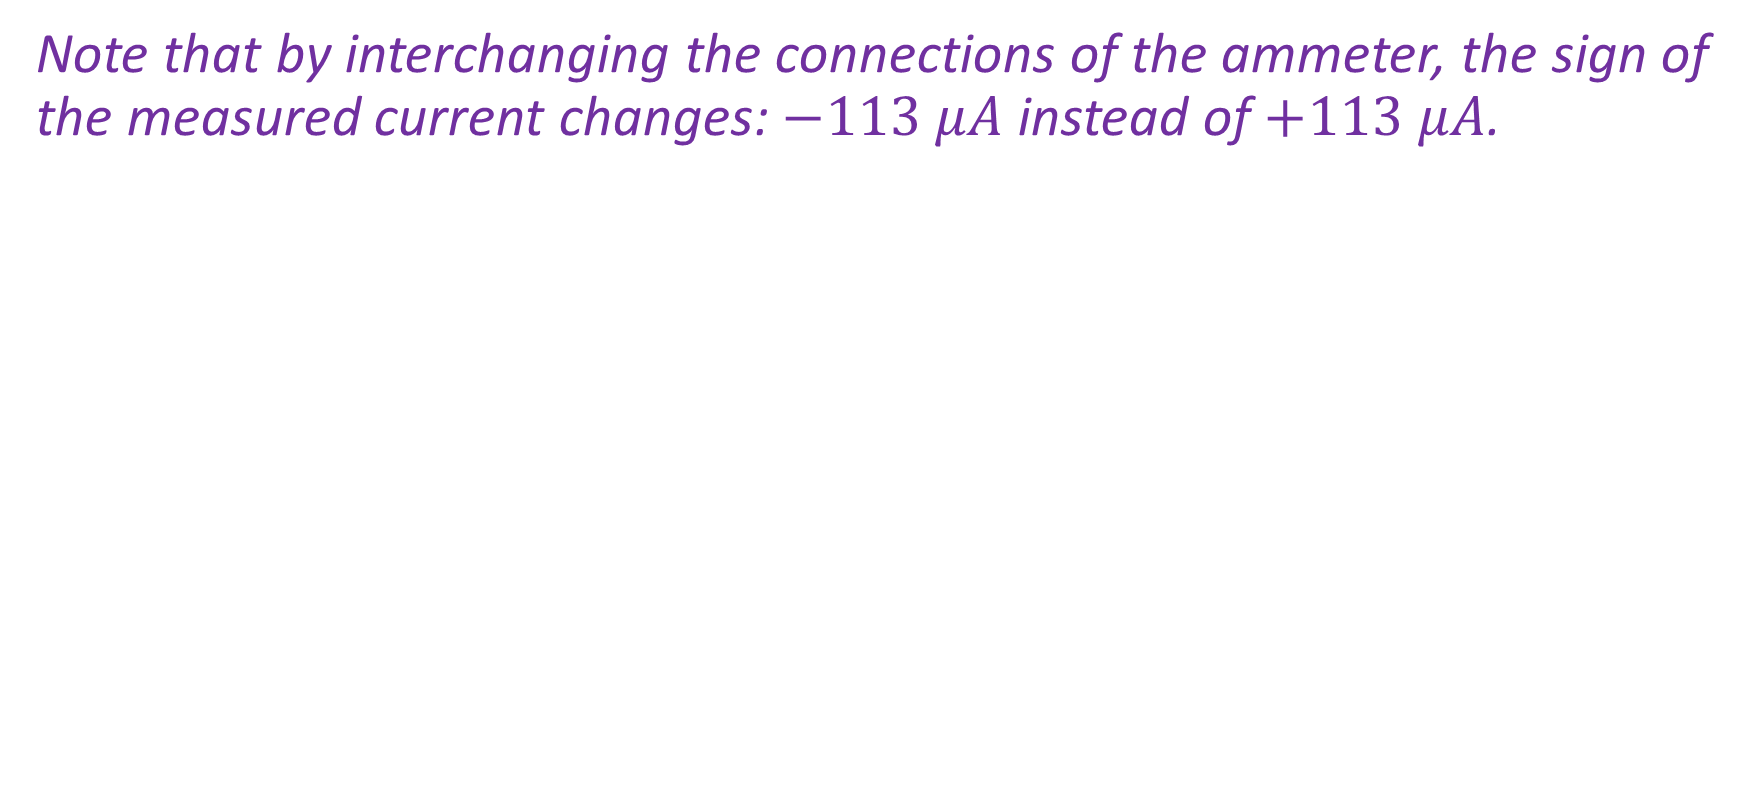 Note that by interchanging the connections of the ammeter, the sign of
the measured current changes: −113 μA instead of +113 μA.